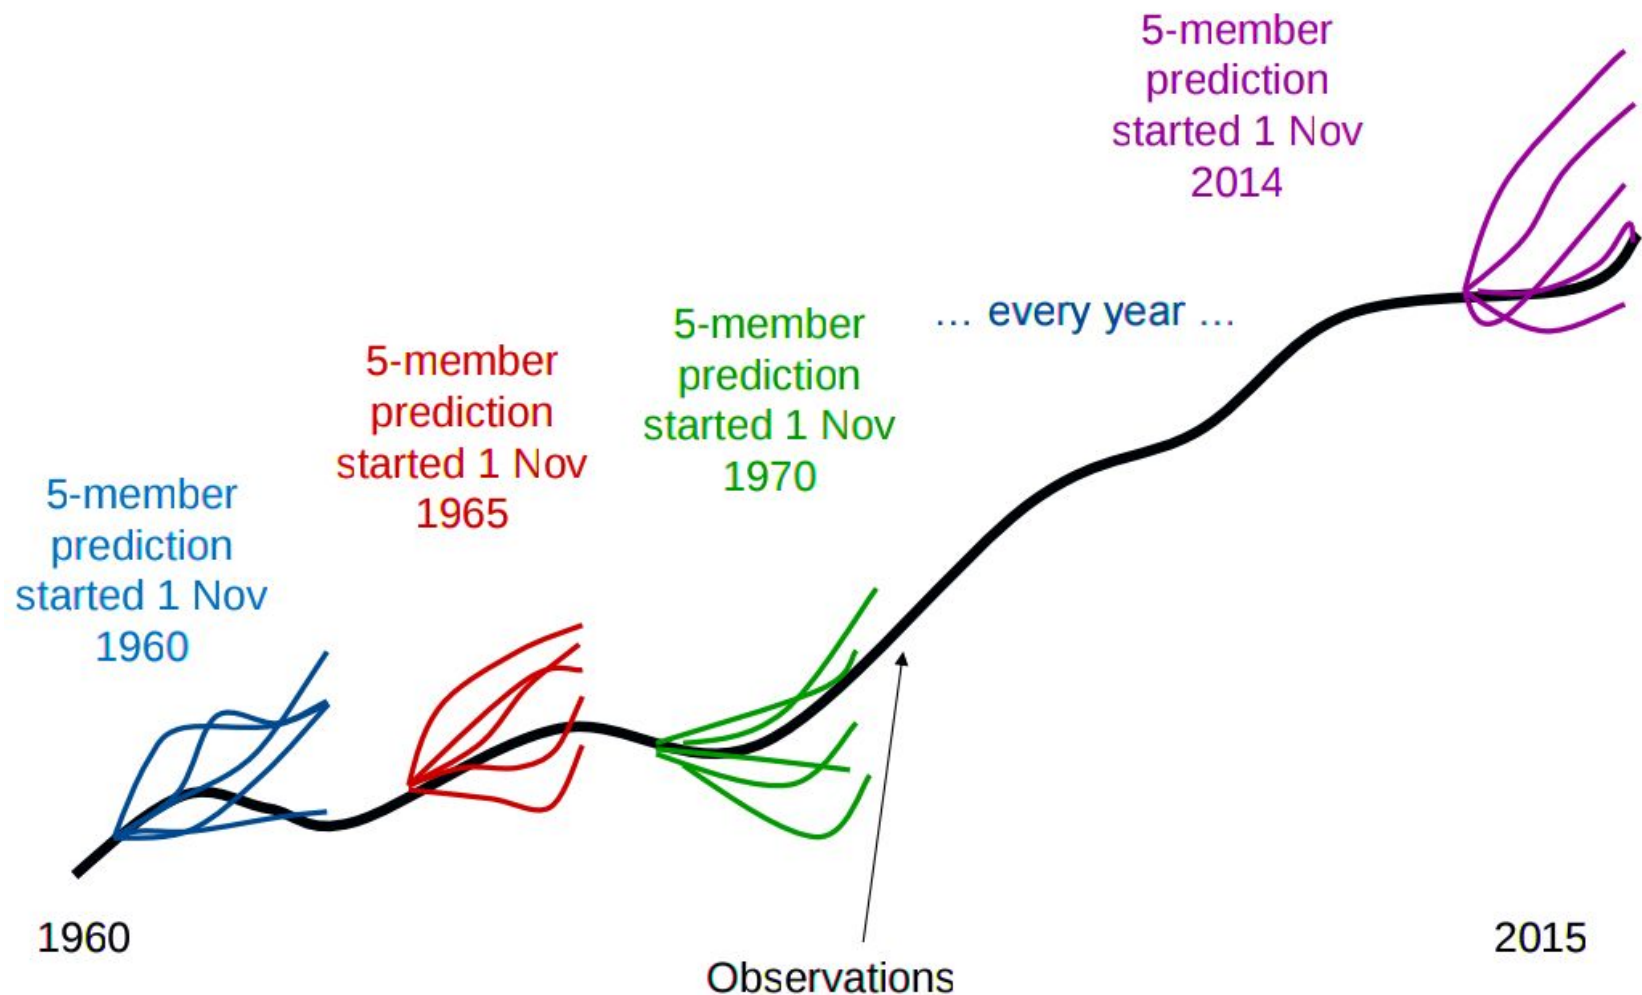 5-member
prediction
started 1 Nov
2014
5-member
prediction
started 1 Nov
1970
... every year ...
5-member
prediction
started 1 Nov
1965
5-member
prediction
started 1 Nov
1960
1960
2015
Observations